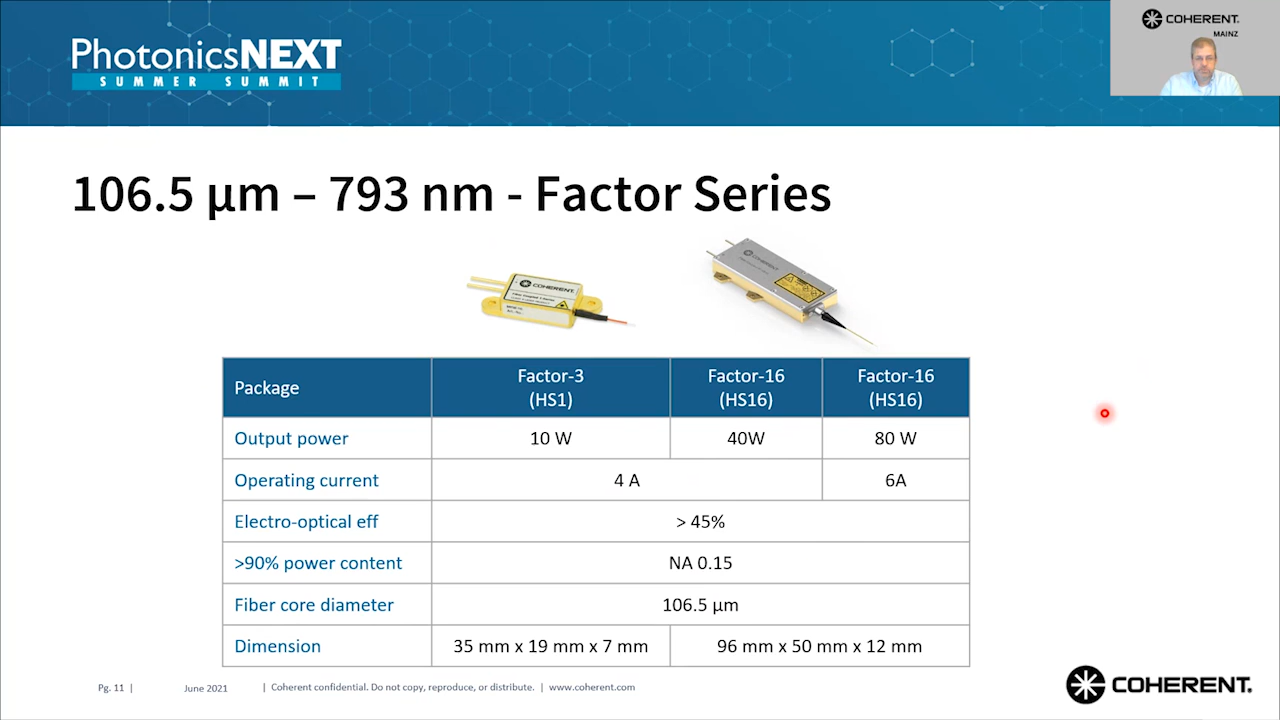 PhotonicsNEXT
SUMMER SUMMIT
COHERENT.
MAINZ
106.5 µm – 793 nm - Factor Series
COHERENT.
COHERENT
Package
Factor-3
(HS1)
Factor-16
(HS16)
Factor-16
(HS16)
Output power
10 W
40W
80 W
Operating current
4 A
6A
Electro-optical eff
> 45%
>90% power content
NA 0.15
Fiber core diameter
106.5 µm
Dimension
35 mm x 19 mm x 7 mm
96 mm x 50 mm x 12 mm
Pg. 11 |
June 2021
| Coherent confidential. Do not copy, reproduce, or distribute. | www.coherent.com
COHERENT.